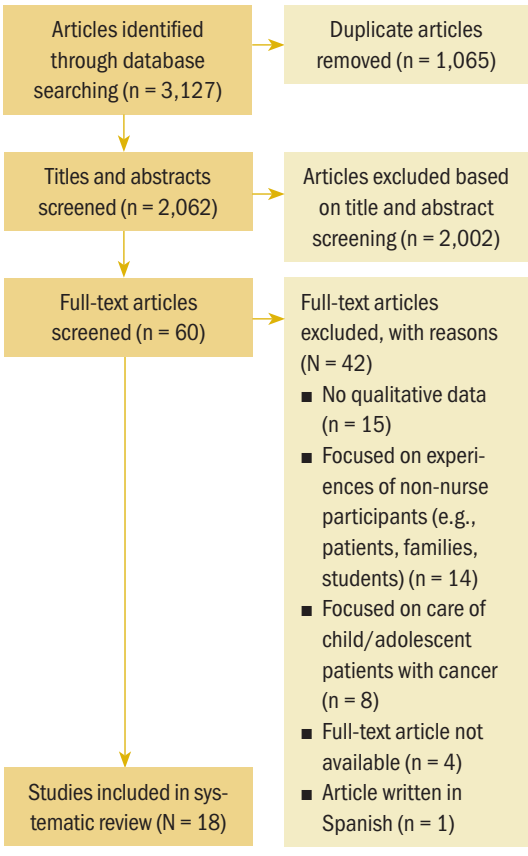 Articles identified
through database
searching (n = 3,127)
Duplicate articles
removed (n = 1,065)
Titles and abstracts
screened (n = 2,062)
Articles excluded based
on title and abstract
screening (n = 2,002)
Full-text articles
screened (n = 60)
Full-text articles
excluded, with reasons
(N = 42)
■ No qualitative data
(n = 15)
■ Focused on experi-
ences of non-nurse
participants (e.g.,
patients, families,
students) (n = 14)
■ Focused on care of
child/adolescent
patients with cancer
(n = 8)
■ Full-text article not
available (n = 4)
■ Article written in
Spanish (n = 1)
Studies included in sys-
tematic review (N = 18)